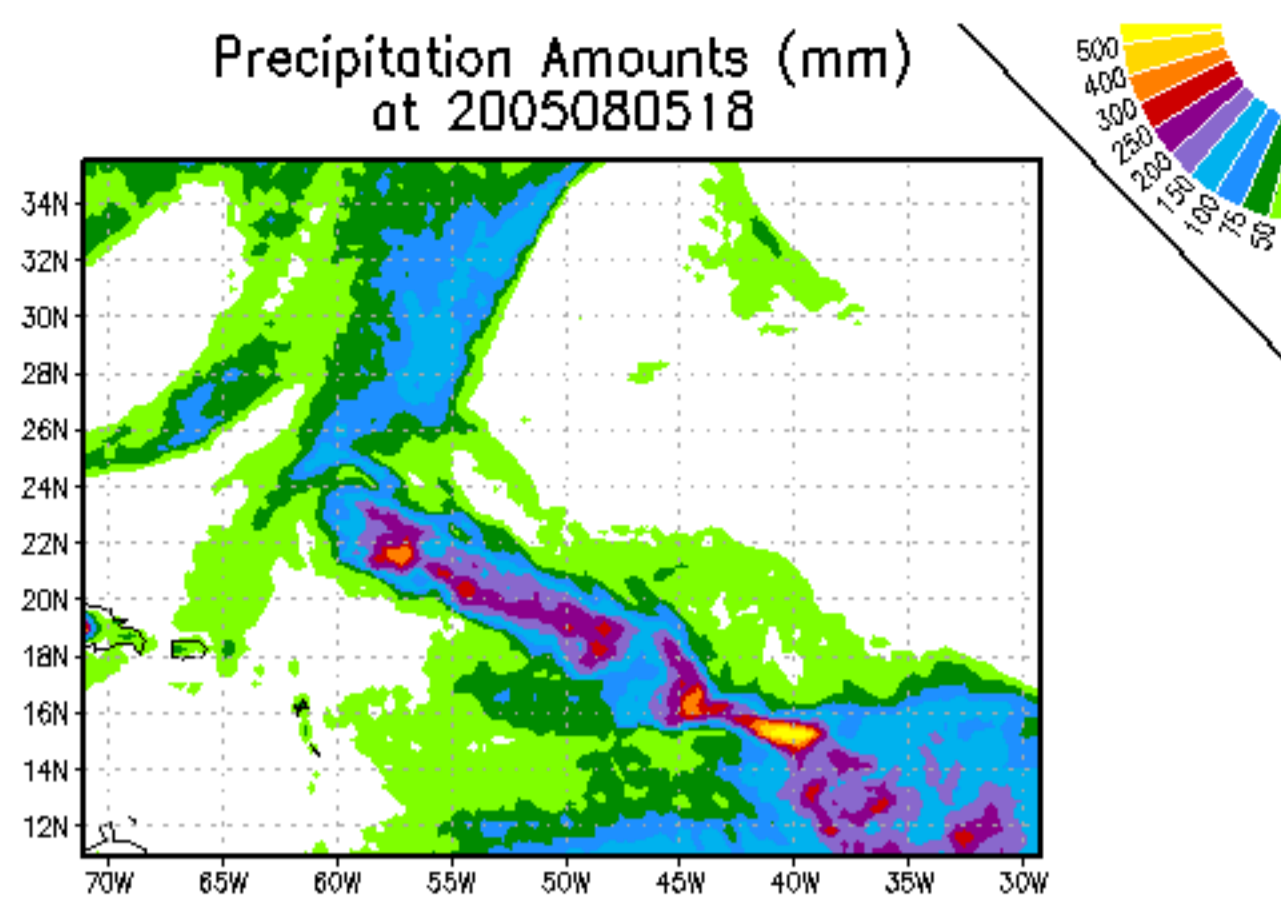 Precipitation Amounts (mm)
at 2005080518
500
400
300
250
200
150
100
75
50
34N
32N
30N
28N
26N
24N
22N
20N
18N
16N
14N
12N
70W 65W 60W 55W 50W 45W 40W 35W 30W